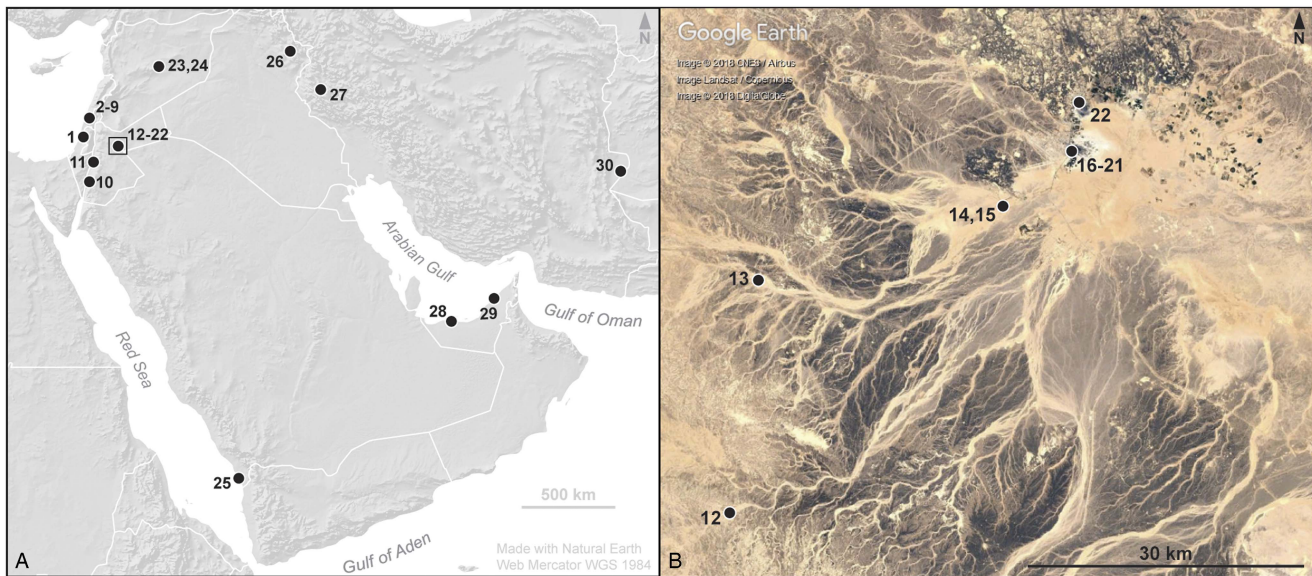 N
26
23,24
27
2-9
1
12-22
11
10
30
Arabian Gulf
28
29
Gulf of Oman
Red Sea
25
500 km
Gulf of Aden
A
Made with Natural Earth
Web Mercator WGS 1984
Google Earth
Image © 2018 CNES / Airbus
Image Landsat / Copernicus
Image © 2018 DigitalGlobe
N
22
16-21
14,15
13
12
30 km
B